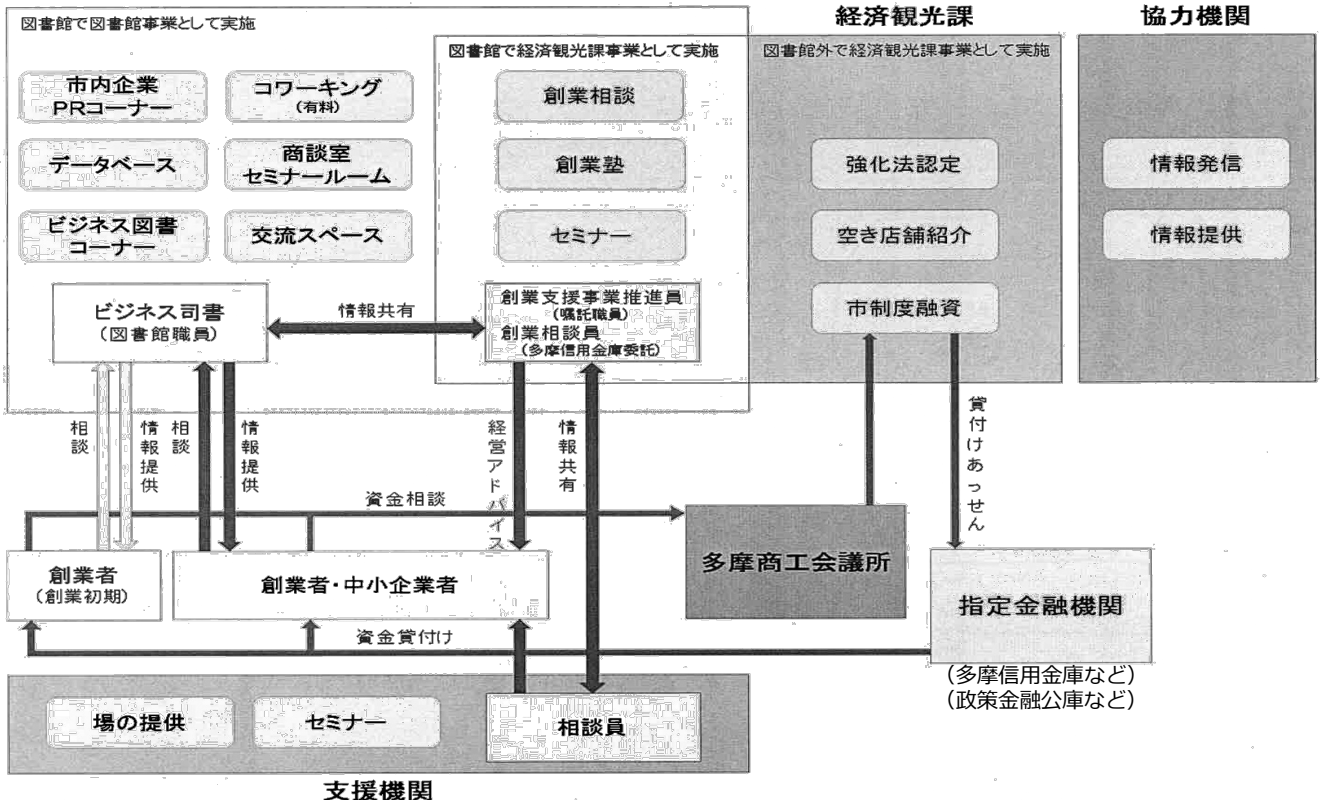 経済観光課
協力機関
図書館で図書館事業として実施
図書館で経済観光課事業として実施
図書館外で経済観光課事業として実施
市内企業
PRコーナー
コワーキング
(有料)
データベース
商談室
セミナールーム
ビジネス図書
コーナー
交流スペース
創業相談
創業塾
セミナー
強化法認定
空き店舗紹介
市制度融資
情報発信
情報提供
ビジネス司書
(図書館職員)
情報共有
創業支援事業推進員
(嘱託職員)
創業相談員
(多摩信用金庫委託)
相談
情報提供
相談
情報提供
経営アドバイス
情報共有
貸付けあっせん
資金相談
創業者
(創業初期)
創業者・中小企業者
多摩商工会議所
指定金融機関
(多摩信用金庫など)
(政策金融公庫など)
資金貸付け
場の提供
セミナー
相談員
支援機関